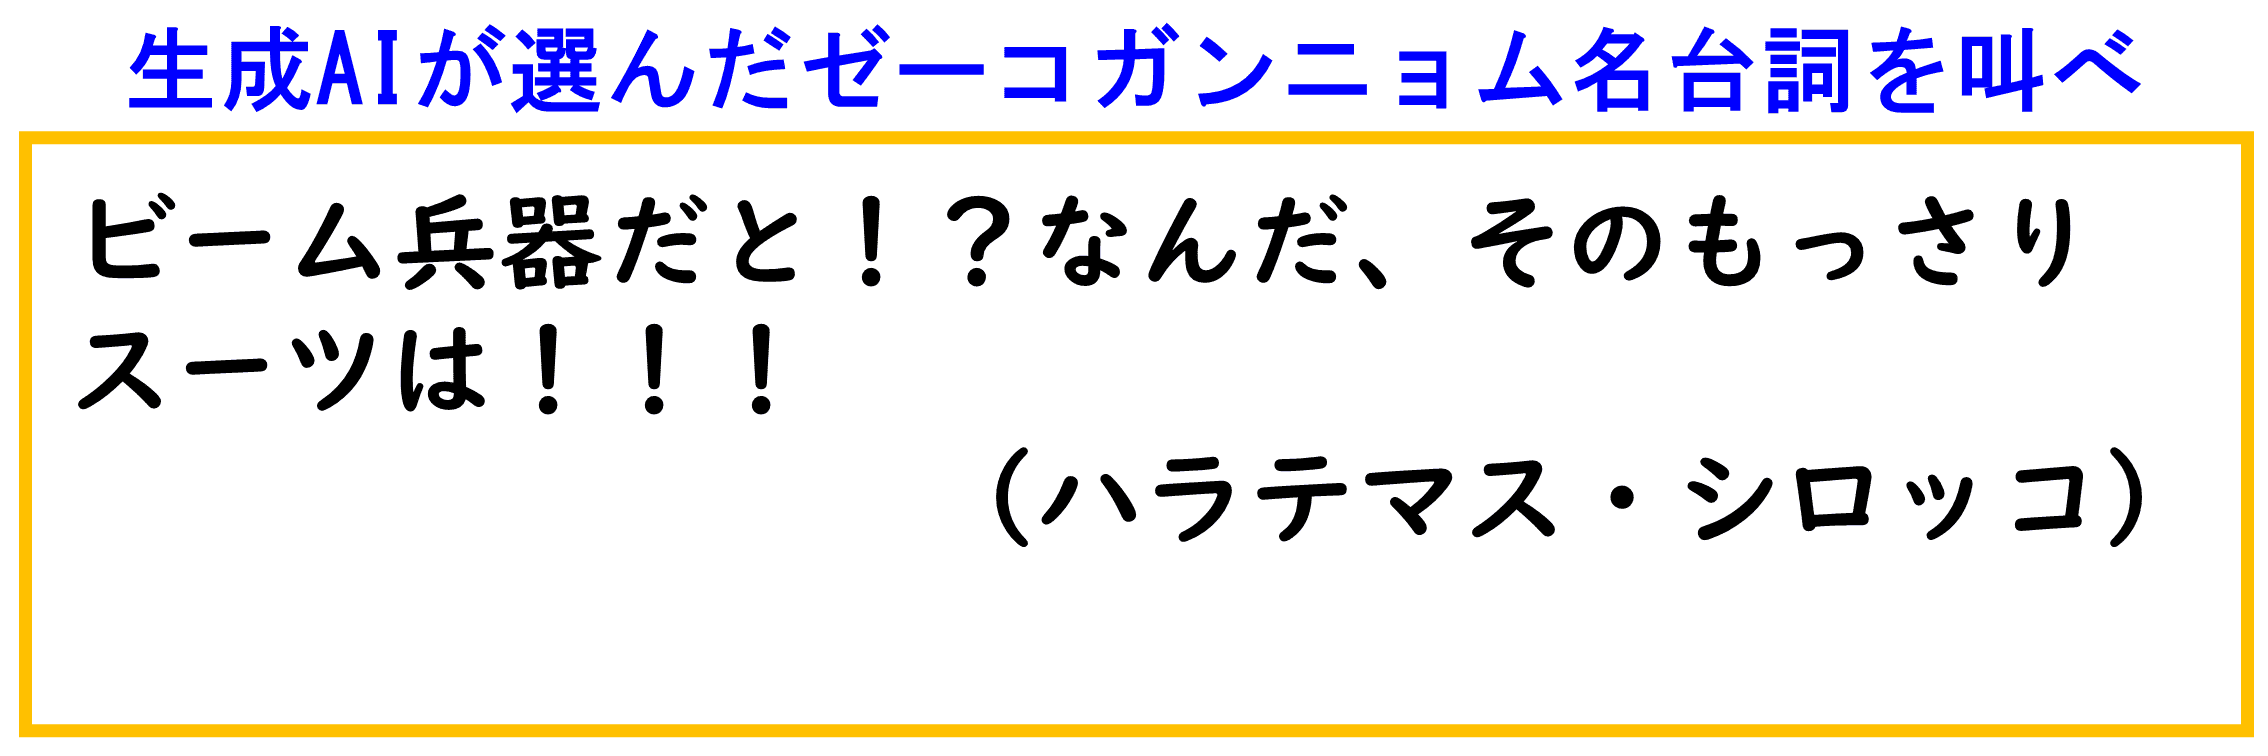 生成AIが選んだゼーコガンニョム名台詞を叫べ
ビーム兵器だと！？なんだ、そのもっさり
スーツは！！！
（ハラテマス・シロッコ）